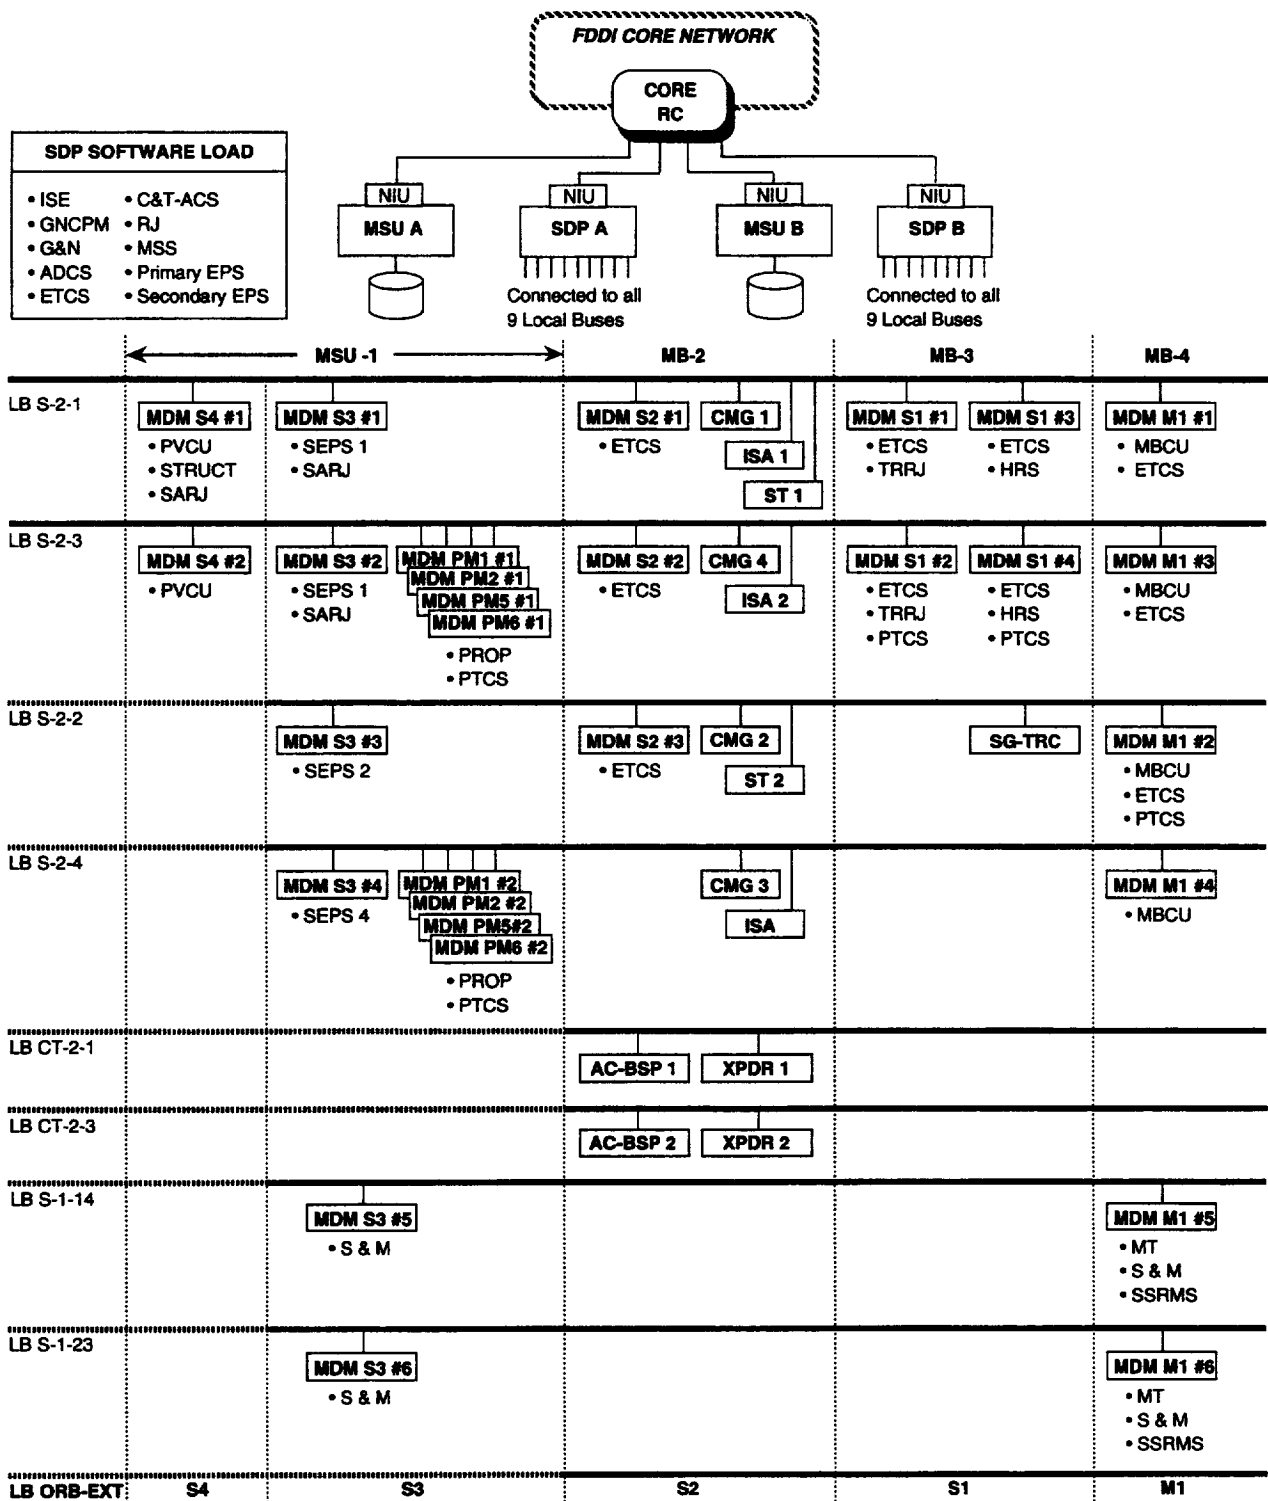 FDDI CORE NETWORK
CORE
RC
SDP SOFTWARE LOAD
• ISE • C&T-ACS
• GNCPM • RJ
• G&N • MSS
• ADCS • Primary EPS
• ETCS • Secondary EPS
NIU NIU NIU NIU
MSU A SDP A MSU B SDP B
Connected to all Connected to all
9 Local Buses 9 Local Buses
MSU -1 MB-2 MB-3 MB-4
LB S-2-1
MDM S4 #1 MDM S3 #1 MDM S2 #1 CMG 1 MDM S1 #1 MDM S1 #3 MDM M1 #1
• PVCU • SEPS 1 • ETCS • ETCS • ETCS • MBCU
ISA 1
• STRUCT • SARJ • TRRJ • HRS • ETCS
• SARJ ST 1
LB S-2-3
MDM S4 #2 MDM S3 #2 MDM PM1 #1 MDM S2 #2 CMG 4 MDM S1 #2 MDM S1 #4 MDM M1 #3
MDM PM2 #1
• PVCU • SEPS 1 • ETCS • ETCS • ETCS • MBCU
MDM PM5 #1 ISA 2
• SARJ • TRRJ • HRS • ETCS
MDM PM6 #1
• PTCS • PTCS
• PROP
• PTCS
LB S-2-2
MDM S3 #3 MDM S2 #3 CMG 2 SG-TRC MDM M1 #2
• SEPS 2 • ETCS • MBCU
ST 2
• ETCS
• PTCS
LB S-2-4
MDM S3 #4 MDM PM1 #2 CMG 3 MDM M1 #4
MDM PM2 #2
• SEPS 4 • MBCU
MDM PM5#2 ISA
MDM PM6 #2
• PROP
• PTCS
LB CT-2-1
AC-BSP 1 XPDR 1
LB CT-2-3
AC-BSP 2 XPDR 2
LB S-1-14
MDM S3 #5 MDM M1 #5
• S & M • MT
• S & M
• SSRMS
LB S-1-23
MDM S3 #6 MDM M1 #6
• S & M • MT
• S & M
• SSRMS
LB ORB-EXT S4 S3 S2 S1 M1